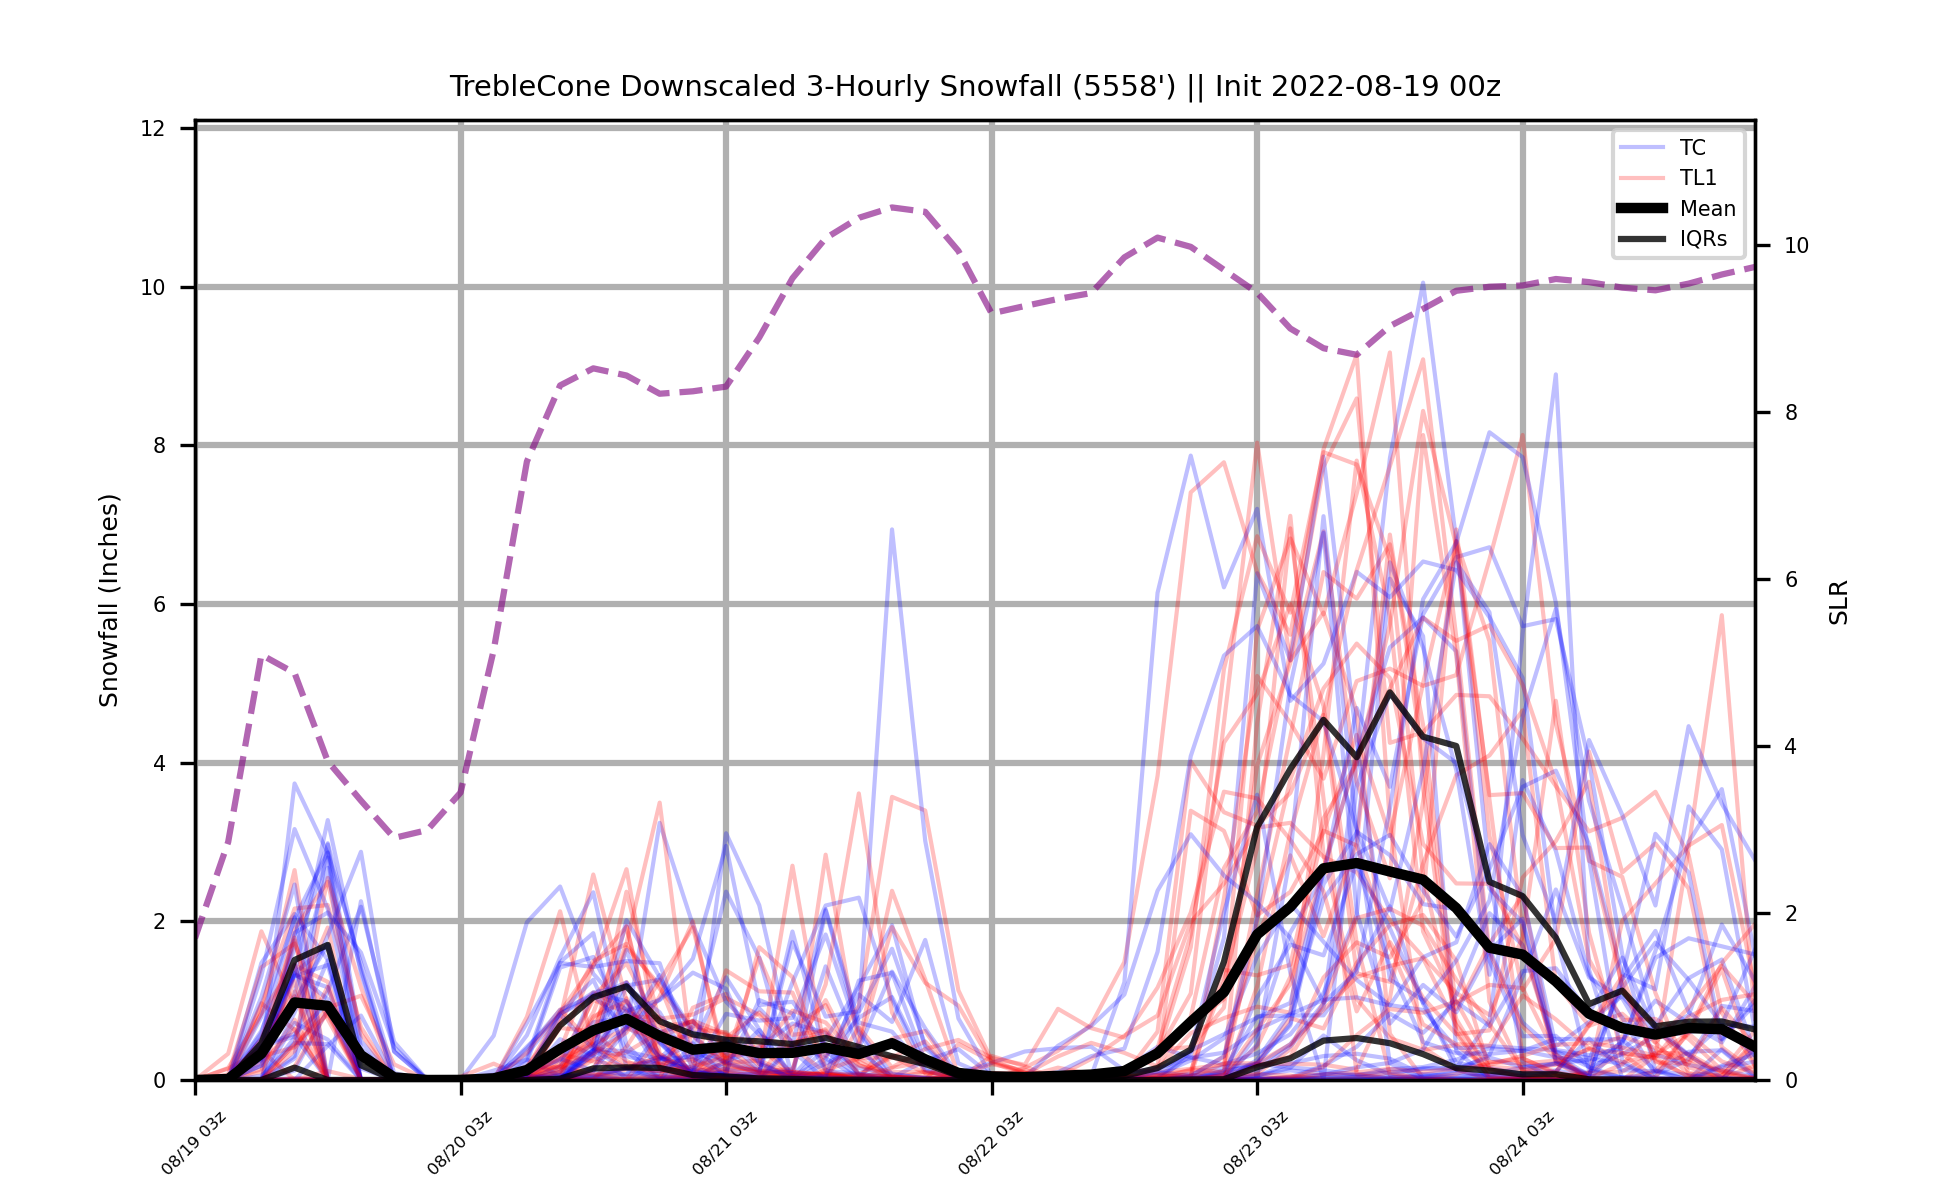 TrebleCone Downscaled 3-Hourly Snowfall (5558') || Init 2022-08-19 00z
Snowfall (Inches)
12
10
8
6
4
2
0
TC
TL1
Mean
IQRs
10
8
6
4
2
0
SLR
08/19 03z
08/20 03z
08/21 03z
08/22 03z
08/23 03z
08/24 03z